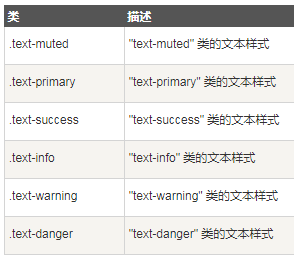 类 描述
.text-muted "text-muted" 类的文本样式
.text-primary "text-primary" 类的文本样式
.text-success "text-success" 类的文本样式
.text-info "text-info" 类的文本样式
.text-warning "text-warning" 类的文本样式
.text-danger "text-danger" 类的文本样式